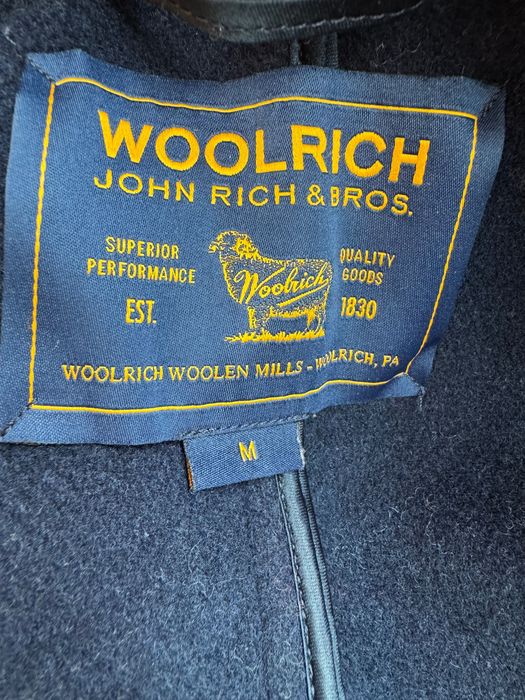 WOOLRICH
JOHN RICH & BROS.
SUPERIOR
PERFORMANCE
EST.
Woolrich
QUALITY
GOODS
1830
WOOLRICH WOOLEN MILLS - WOOLRICH, PA
M